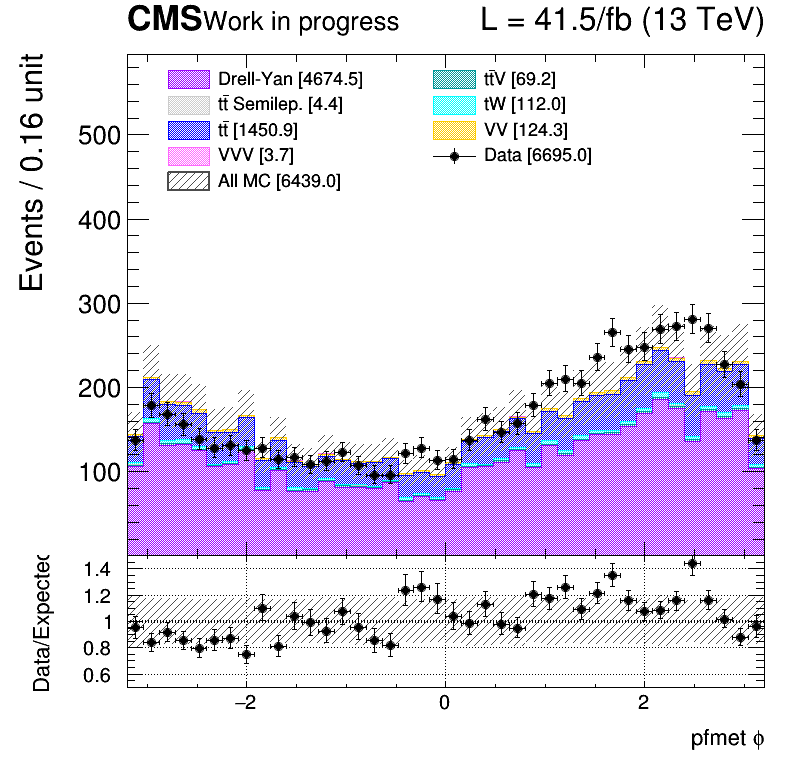 CMS Work in progress L = 41.5/fb (13 TeV)
Events / 0.16 unit
Drell-Yan [4674.5] tt̄V [69.2]
tt̄ Semilep. [4.4] tW [112.0]
tt̄ [1450.9] VV [124.3]
VVV [3.7] Data [6695.0]
All MC [6439.0]
500
400
300
200
100
Data/Expected
1.4
1.2
1
0.8
0.6
−2 0 2
pfmet ϕ